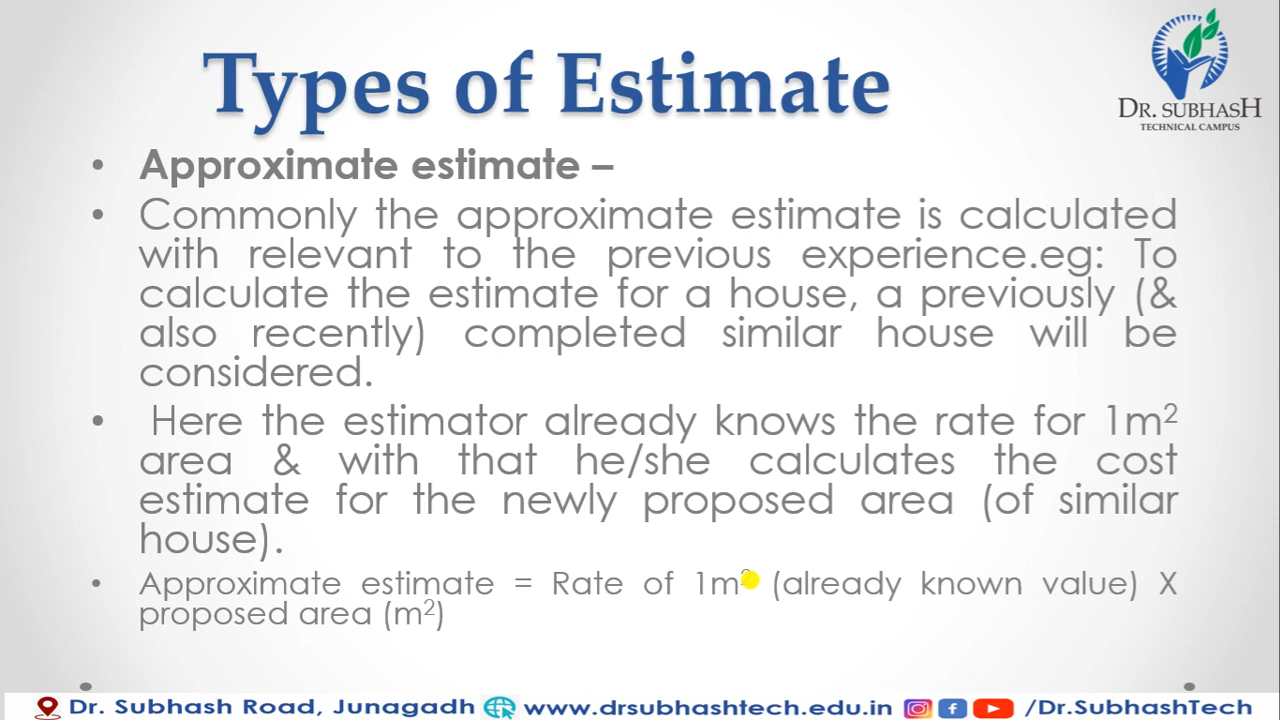 Types of Estimate
DR. SUBHASH
TECHNICAL CAMPUS
• Approximate estimate –
• Commonly the approximate estimate is calculated
with relevant to the previous experience.eg: To
calculate the estimate for a house, a previously (&
also recently) completed similar house will be
considered.
• Here the estimator already knows the rate for 1m²
area & with that he/she calculates the cost
estimate for the newly proposed area (of similar
house).
• Approximate estimate = Rate of 1m² (already known value) X
proposed area (m²)
Dr. Subhash Road, Junagadh www.drsubhashtech.edu.in /Dr.SubhashTech